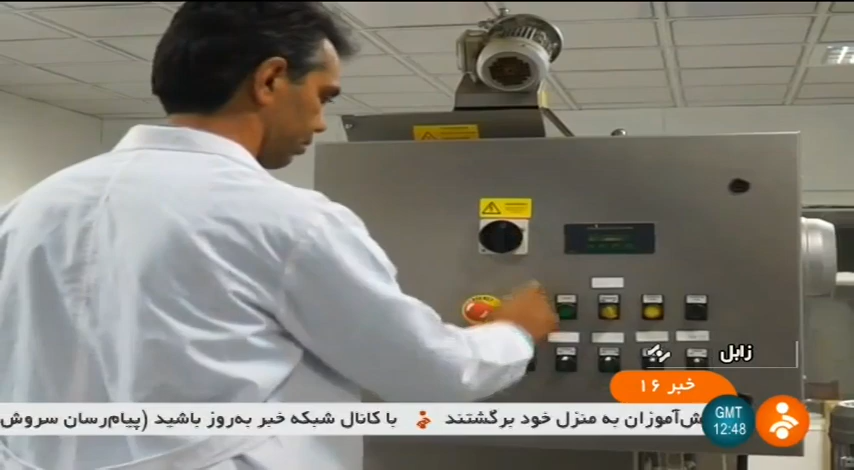 زابل
خبر ۱۶
ش‌آموزان به منزل خود برگشتند
با کانال شبکه خبر به‌روز باشید (پیام‌رسان سروش
GMT
12:48